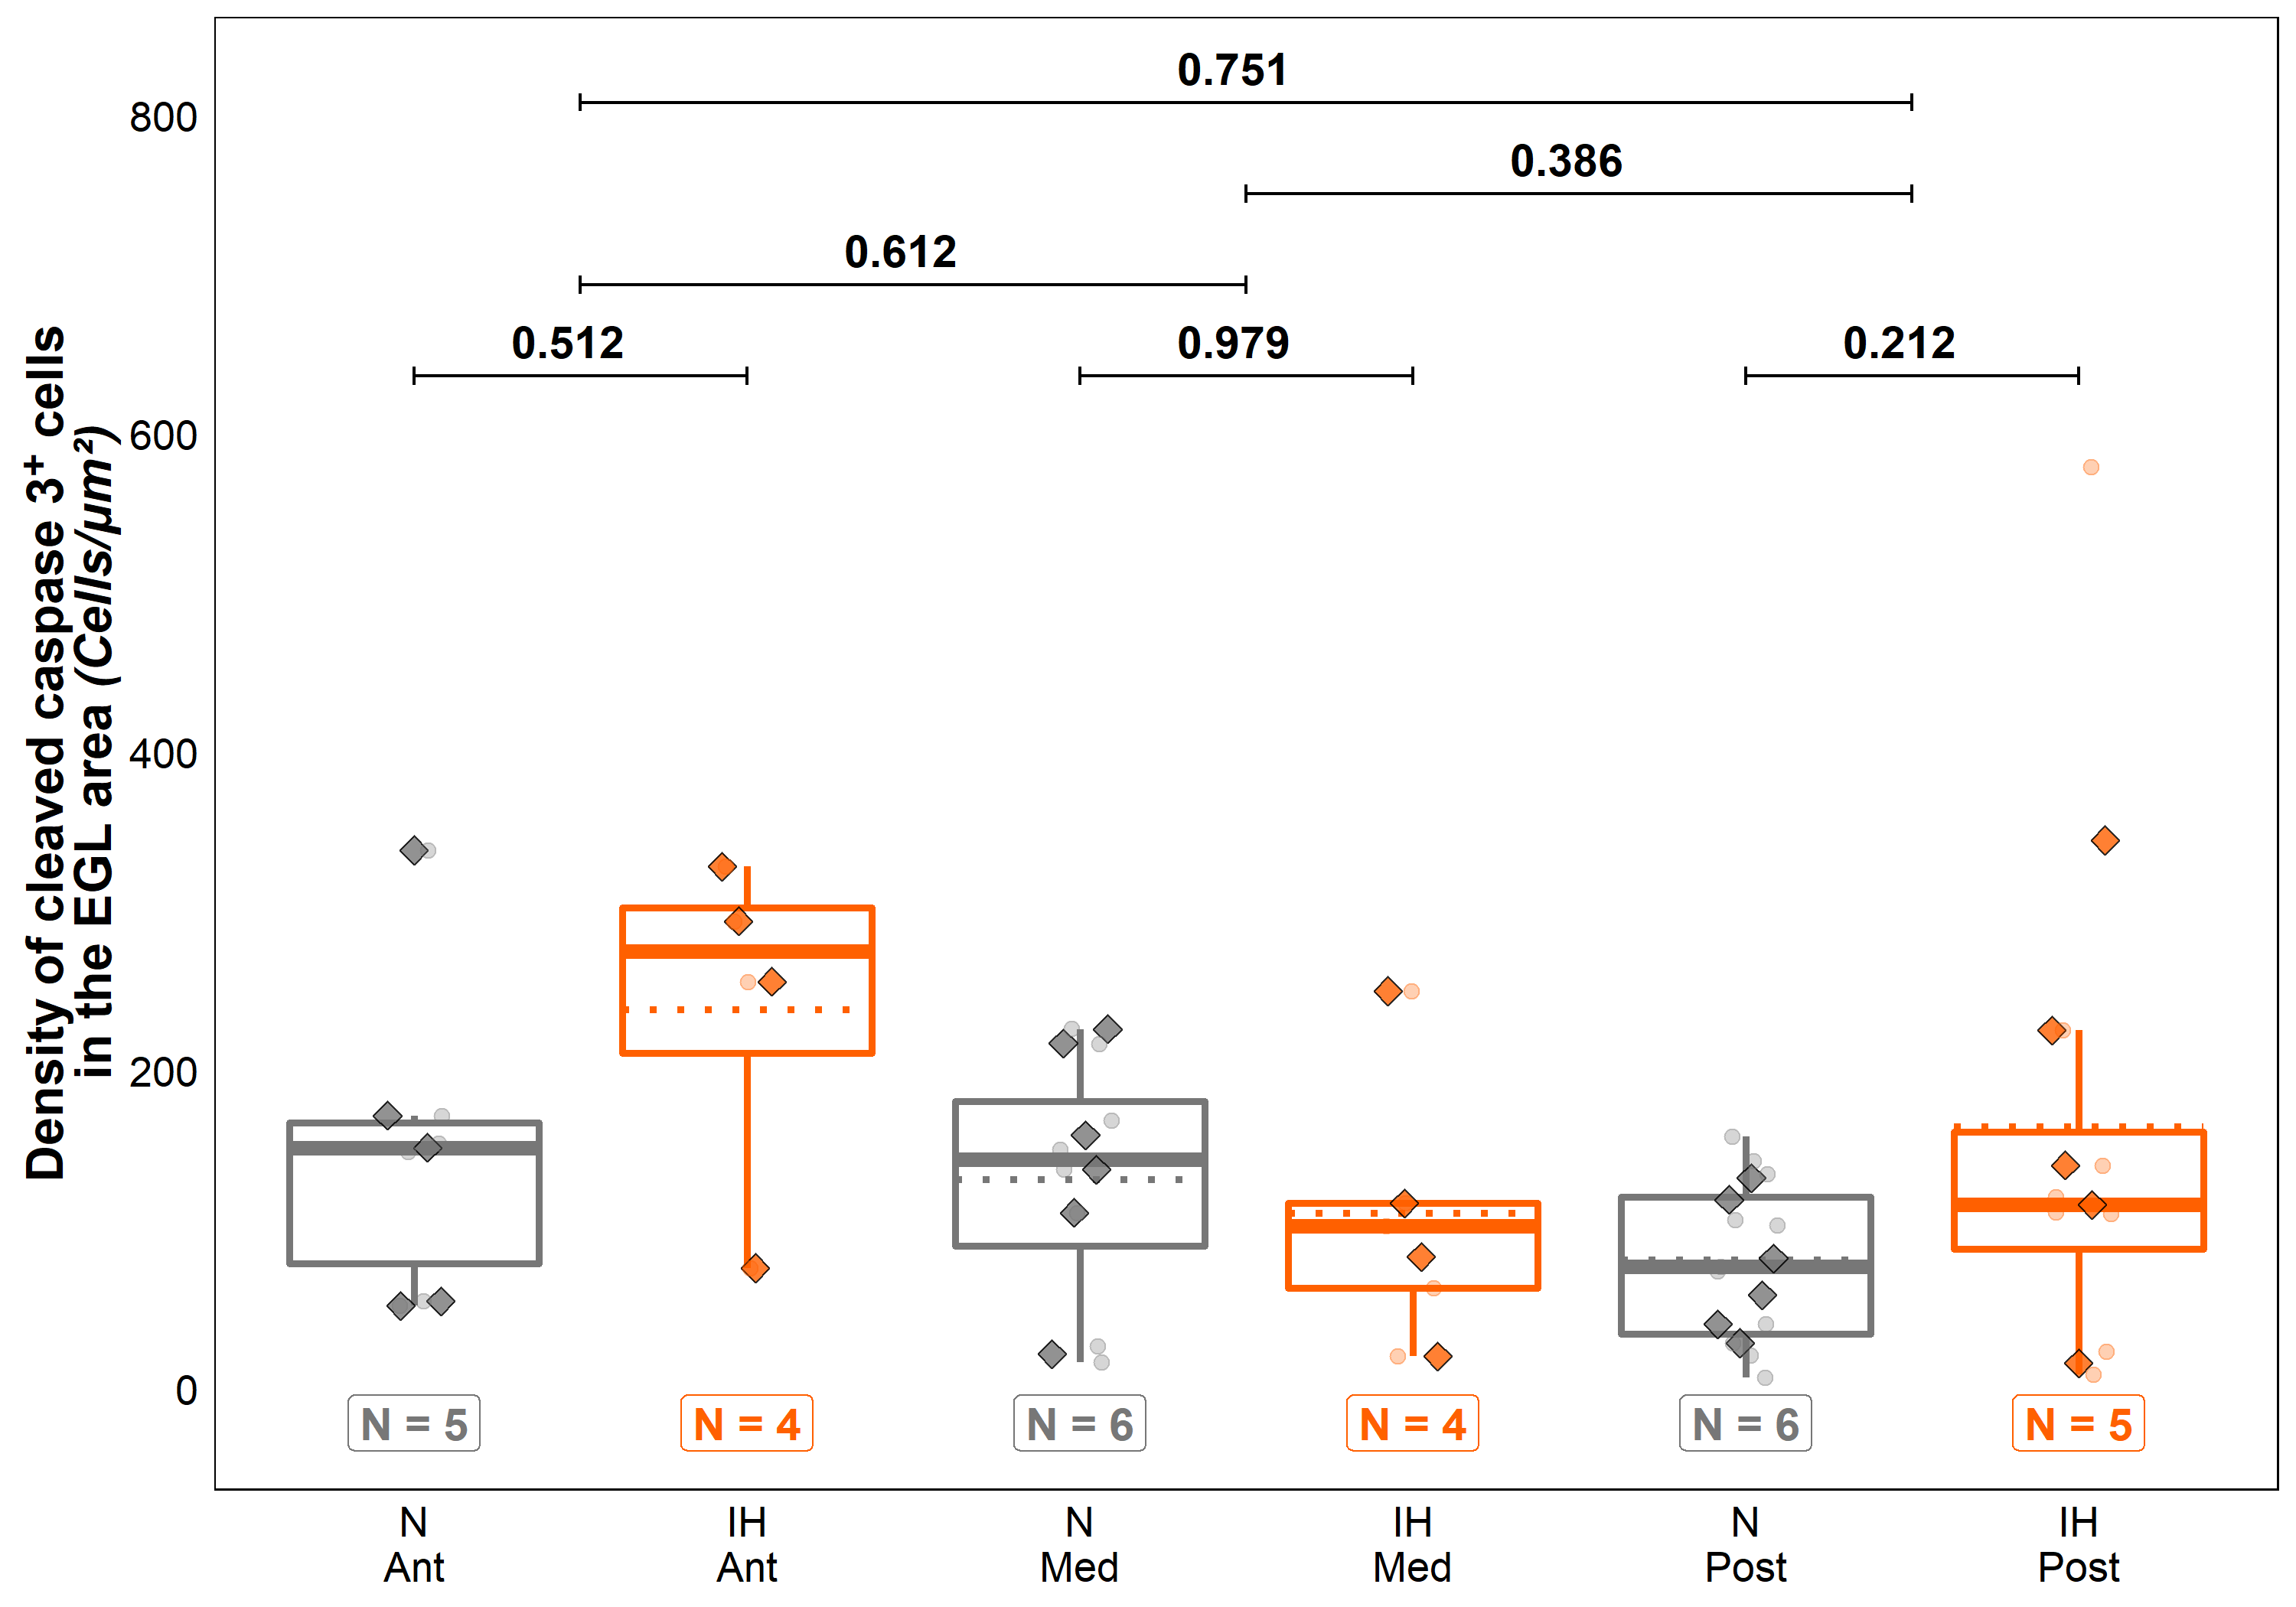 Density of cleaved caspase 3⁺ cells
in the EGL area (Cells/µm²)
800
600
400
200
0
0.751
0.386
0.612
0.512
0.979
0.212
N = 5
N = 4
N = 6
N = 4
N = 6
N = 5
N
Ant
IH
Ant
N
Med
IH
Med
N
Post
IH
Post